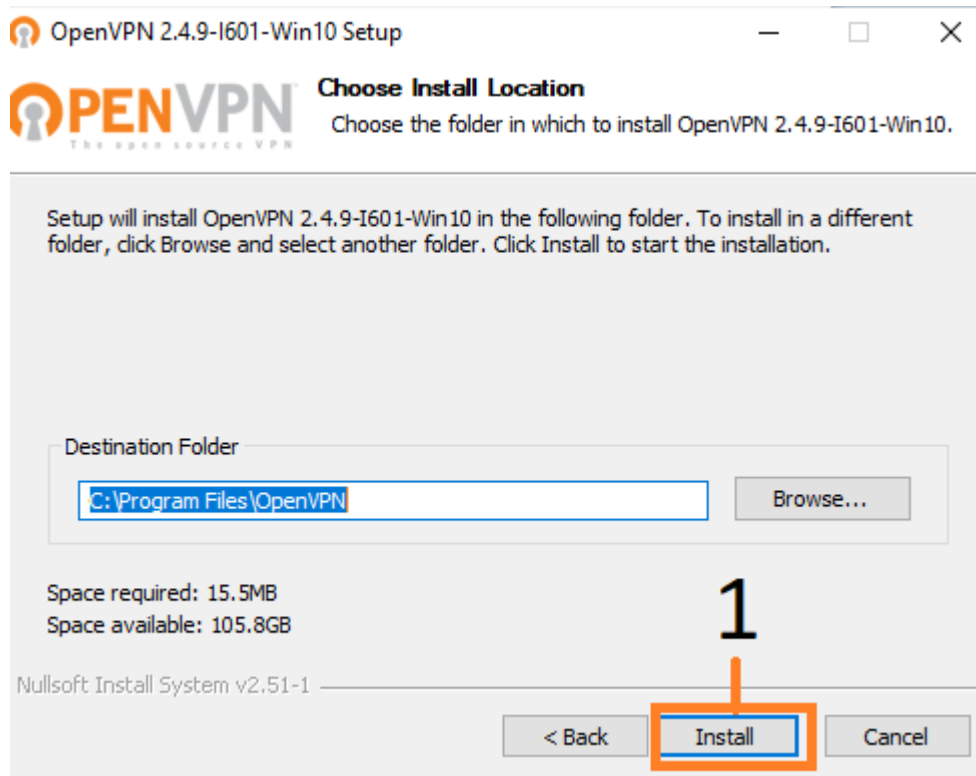 OpenVPN 2.4.9-I601-Win10 Setup
OPENVPN
The open source VPN
Choose Install Location
Choose the folder in which to install OpenVPN 2.4.9-I601-Win10.
Setup will install OpenVPN 2.4.9-I601-Win10 in the following folder. To install in a different
folder, click Browse and select another folder. Click Install to start the installation.
Destination Folder
C:\Program Files\OpenVPN
Browse...
Space required: 15.5MB
Space available: 105.8GB
1
Nullsoft Install System v2.51-1
< Back
Install
Cancel